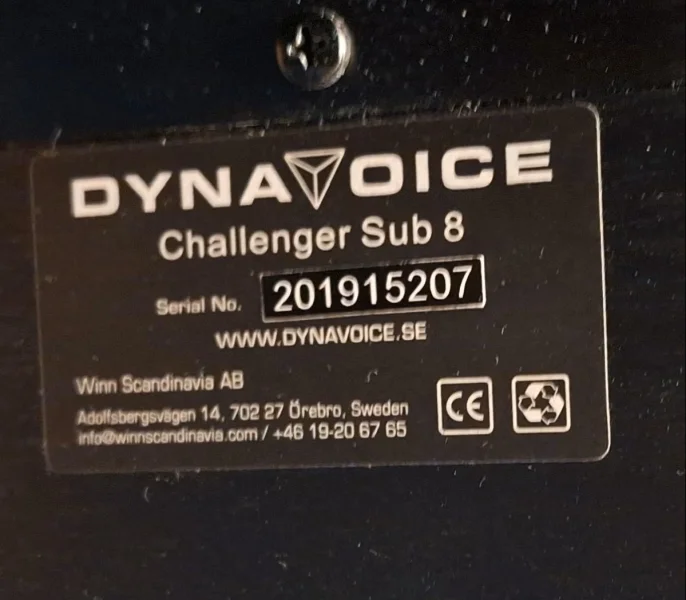 DYNAVOICE
Challenger Sub 8
Serial No. 201915207
WWW.DYNAVOICE.SE
Winn Scandinavia AB
Adolfsbergsvägen 14, 702 27 Örebro, Sweden
info@winnscandinavia.com / +46 19-20 67 65
CE